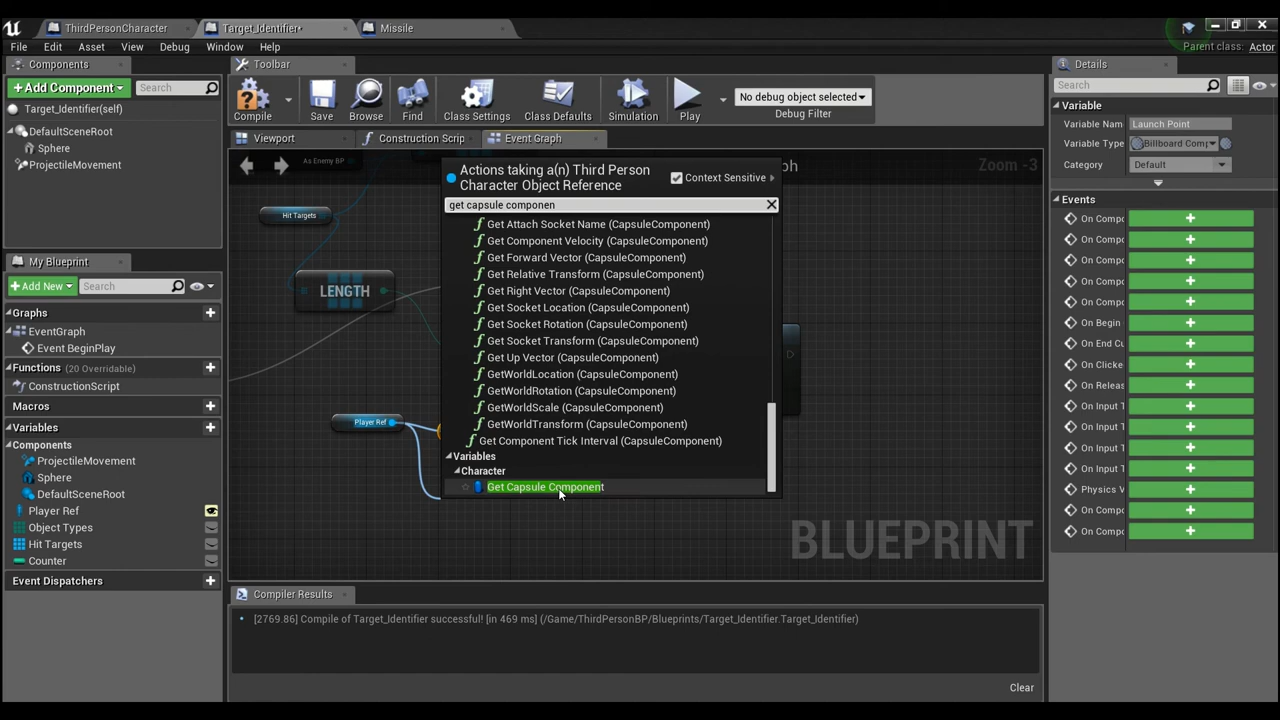 ThirdPersonCharacter
Target_Identifier•
Missile
File Edit Asset View Debug Window Help
Parent class: Actor
Components
Toolbar
Details
+ Add Component
Search
Compile
Save
Browse
Find
Class Settings
Class Defaults
Simulation
Play
No debug object selected
Debug Filter
Search
Target_Identifier(self)
DefaultSceneRoot
Sphere
ProjectileMovement
Viewport
Construction Scrip
Event Graph
Variable
Variable Name Launch Point
Variable Type Billboard Comp
Category Default
As Enemy BP
Zoom -3
Actions taking a(n) Third Person
Character Object Reference
Context Sensitive
get capsule componen
Get Attach Socket Name (CapsuleComponent)
Get Component Velocity (CapsuleComponent)
Get Forward Vector (CapsuleComponent)
Get Relative Transform (CapsuleComponent)
Get Right Vector (CapsuleComponent)
Get Socket Location (CapsuleComponent)
Get Socket Rotation (CapsuleComponent)
Get Socket Transform (CapsuleComponent)
Get Up Vector (CapsuleComponent)
GetWorldLocation (CapsuleComponent)
GetWorldRotation (CapsuleComponent)
GetWorldScale (CapsuleComponent)
GetWorldTransform (CapsuleComponent)
Get Component Tick Interval (CapsuleComponent)
Variables
Character
Get Capsule Component
Hit Targets
LENGTH
Player Ref
BLUEPRINT
Events
On Compo
On Compo
On Compo
On Compo
On Compo
On Begin
On End Cu
On Clicke
On Releas
On Input T
On Input T
On Input T
On Input T
Physics V
On Compo
On Compo
My Blueprint
+ Add New
Search
Graphs
EventGraph
Event BeginPlay
Functions (20 Overridable)
ConstructionScript
Macros
Variables
Components
ProjectileMovement
Sphere
DefaultSceneRoot
Player Ref
Object Types
Hit Targets
Counter
Event Dispatchers
Compiler Results
[2769.86] Compile of Target_Identifier successful! [in 469 ms] (/Game/ThirdPersonBP/Blueprints/Target_Identifier.Target_Identifier)
Clear